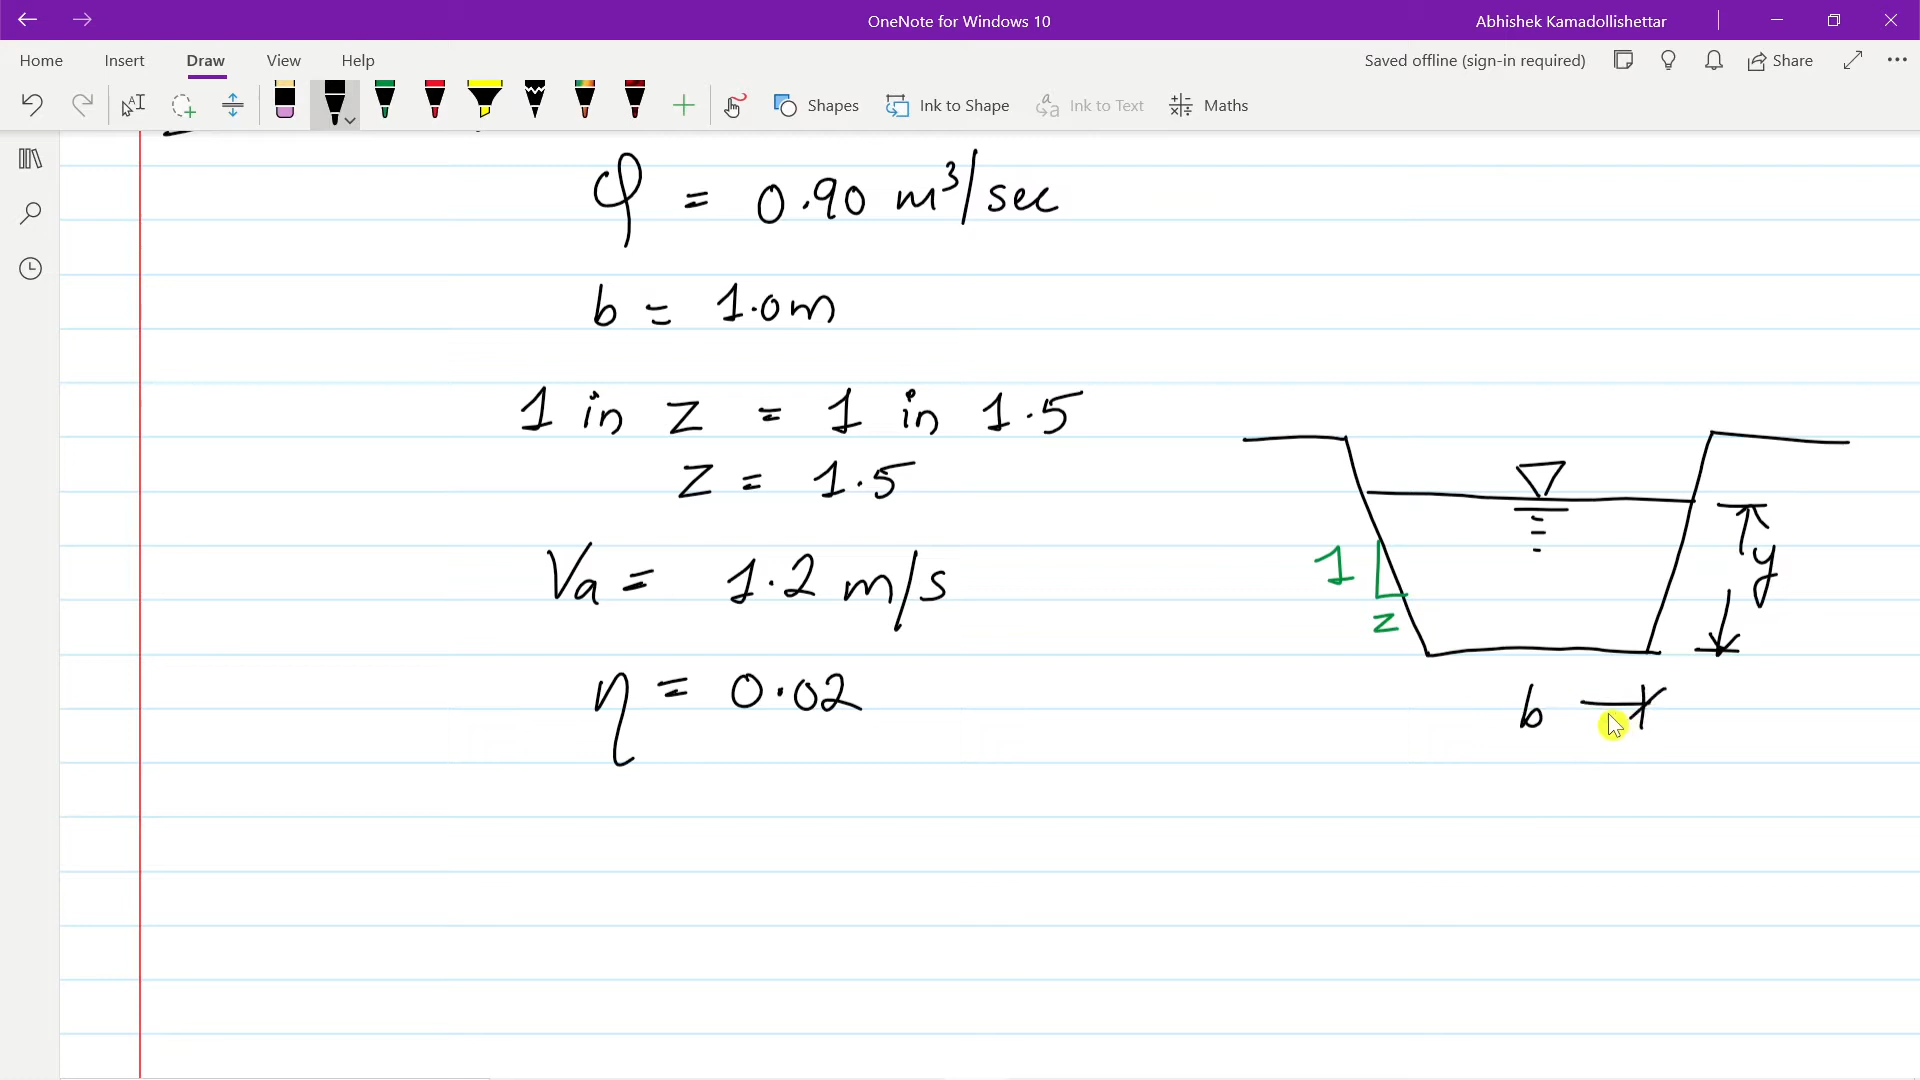 OneNote for Windows 10
Abhishek Kamadollishettar
Home Insert Draw View Help
Saved offline (sign-in required)
Share
Shapes
Ink to Shape
Ink to Text
Maths
φ = 0.90 m³/sec
b = 1.0m
1 in z = 1 in 1.5
z = 1.5
Va = 1.2 m/s
η = 0.02
1
z
y
b